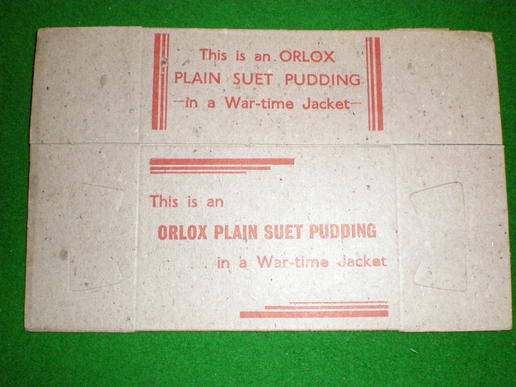 This is an ORLOX
PLAIN SUET PUDDING
—in a War-time Jacket—
This is an
ORLOX PLAIN SUET PUDDING
in a War-time Jacket